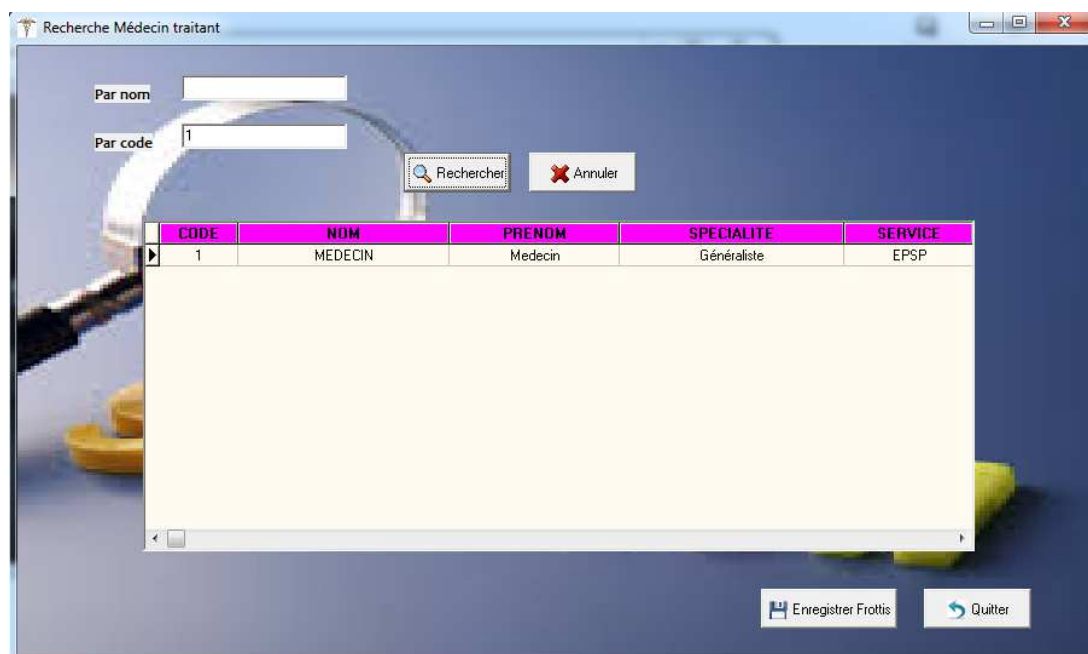 Recherche Médecin traitant
Par nom
Par code 1
Rechercher Annuler
CODE NOM PRENOM SPECIALITE SERVICE
1 MEDECIN Medecin Généraliste EPSP
Enregistrer Frottis Quitter